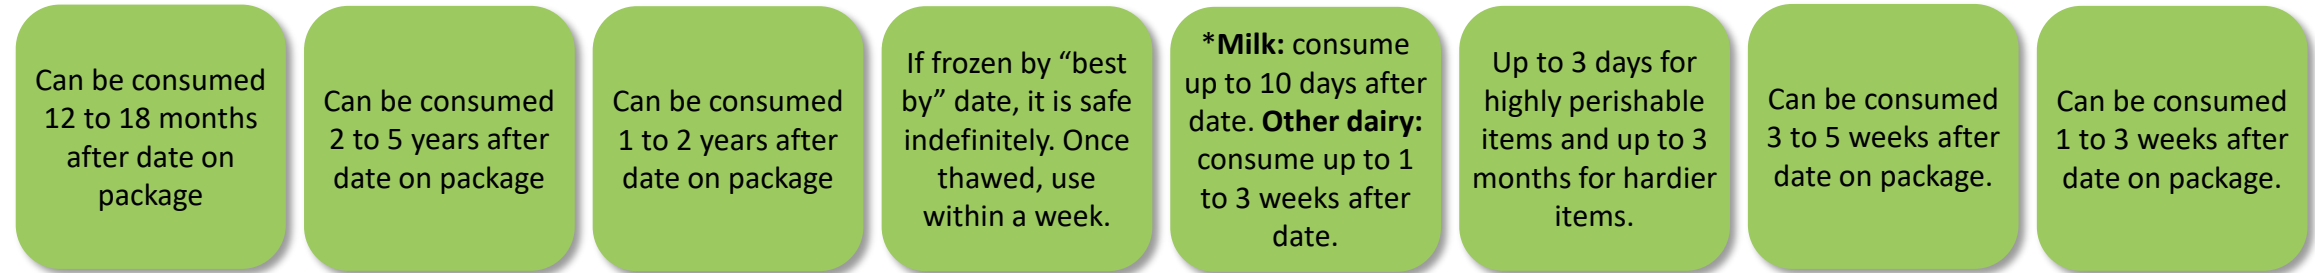 Can be consumed
12 to 18 months
after date on
package
Can be consumed
2 to 5 years after
date on package
Can be consumed
1 to 2 years after
date on package
If frozen by “best
by” date, it is safe
indefinitely. Once
thawed, use
within a week.
*Milk: consume
up to 10 days after
date. Other dairy:
consume up to 1
to 3 weeks after
date.
Up to 3 days for
highly perishable
items and up to 3
months for hardier
items.
Can be consumed
3 to 5 weeks after
date on package.
Can be consumed
1 to 3 weeks after
date on package.